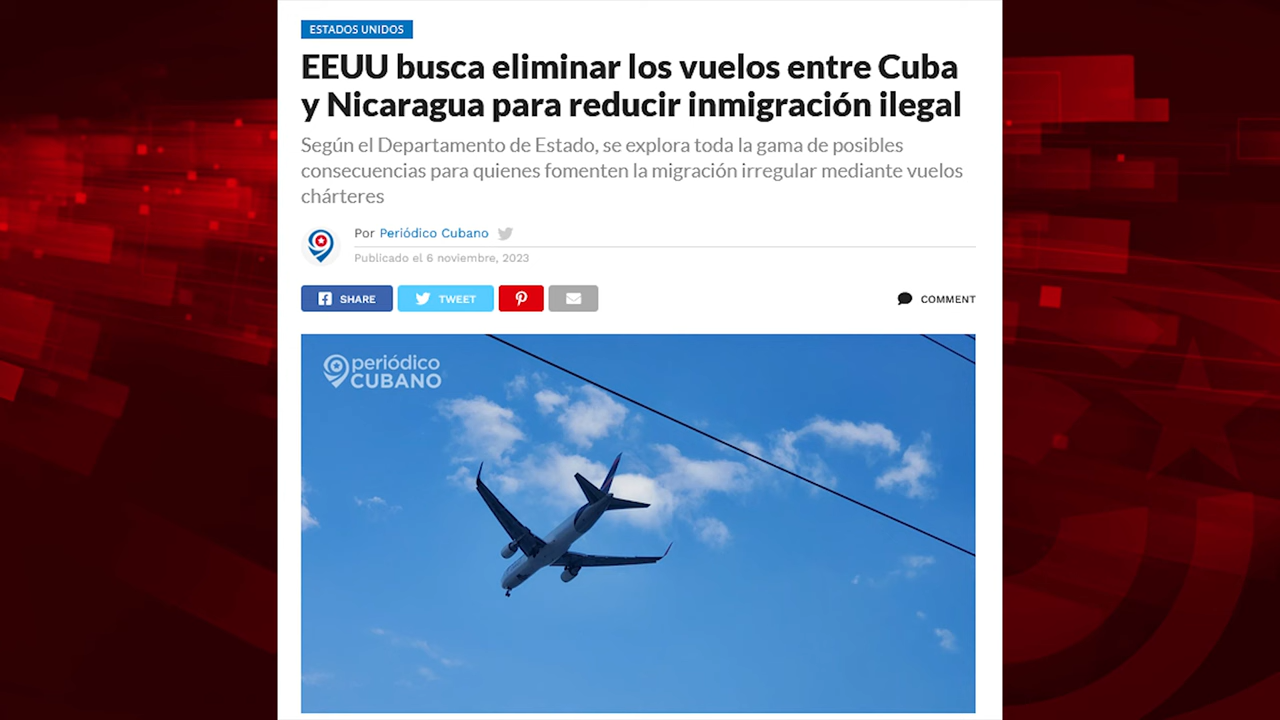 ESTADOS UNIDOS
EEUU busca eliminar los vuelos entre Cuba
y Nicaragua para reducir inmigración ilegal
Según el Departamento de Estado, se explora toda la gama de posibles
consecuencias para quienes fomenten la migración irregular mediante vuelos
chárteres
Por Periódico Cubano
Publicado el 6 noviembre, 2023
SHARE TWEET COMMENT
periódico
CUBANO